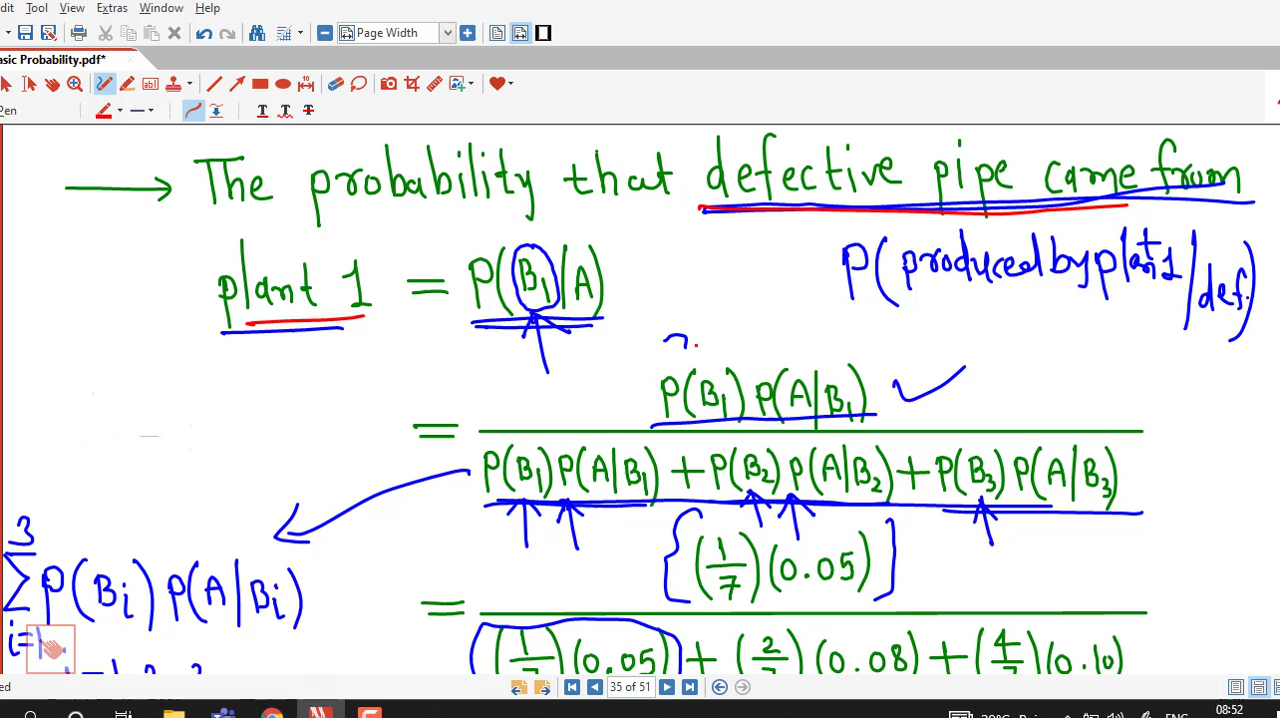 dit Tool View Extras Window Help
Page Width
asic Probability.pdf*
Pen
→ The probability that defective pipe came from
plant 1 = P(B₁|A)
P(produced by plant 1/def.)
= P(B₁) P(A|B₁)
P(B₁)P(A|B₁) + P(B₂)P(A|B₂) + P(B₃)P(A|B₃)
3
Σ P(Bi) P(A|Bi)
i=1
= {(1/7)(0.05)}
(1/7)(0.05) + (2/7)(0.08) + (4/7)(0.10)
35 of 51
ENG
08:52